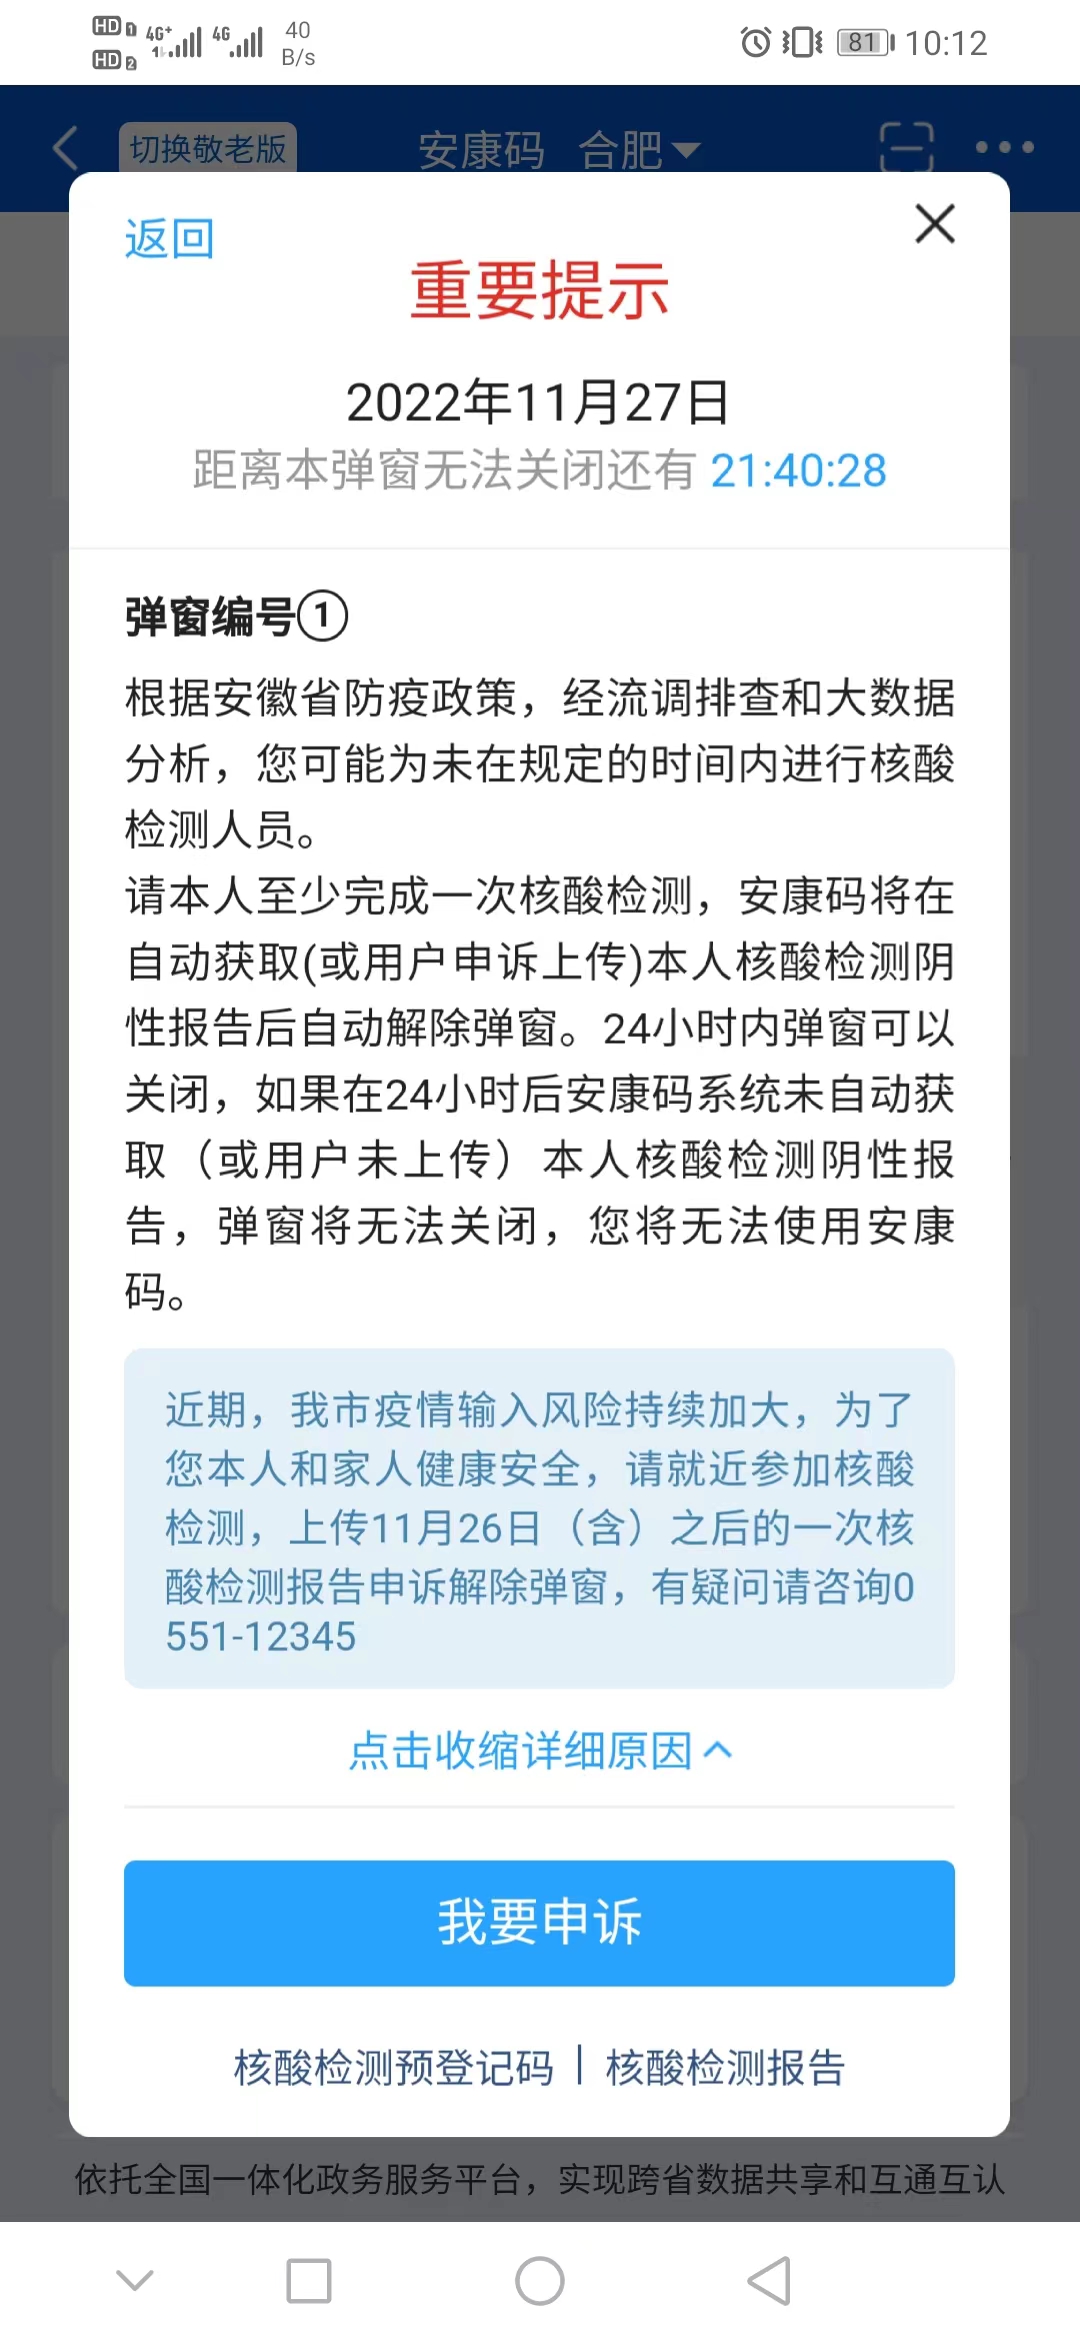 HD 1 4G+ 4G 40
HD 2 B/s 81 10:12
切换敬老版 安康码 合肥
返回
重要提示
2022年11月27日
距离本弹窗无法关闭还有 21:40:28
弹窗编号①
根据安徽省防疫政策，经流调排查和大数据
分析，您可能为未在规定的时间内进行核酸
检测人员。
请本人至少完成一次核酸检测，安康码将在
自动获取(或用户申诉上传)本人核酸检测阴
性报告后自动解除弹窗。24小时内弹窗可以
关闭，如果在24小时后安康码系统未自动获
取（或用户未上传）本人核酸检测阴性报
告，弹窗将无法关闭，您将无法使用安康
码。
近期，我市疫情输入风险持续加大，为了
您本人和家人健康安全，请就近参加核酸
检测，上传11月26日（含）之后的一次核
酸检测报告申诉解除弹窗，有疑问请咨询0
551-12345
点击收缩详细原因
我要申诉
核酸检测预登记码 | 核酸检测报告
依托全国一体化政务服务平台，实现跨省数据共享和互通互认